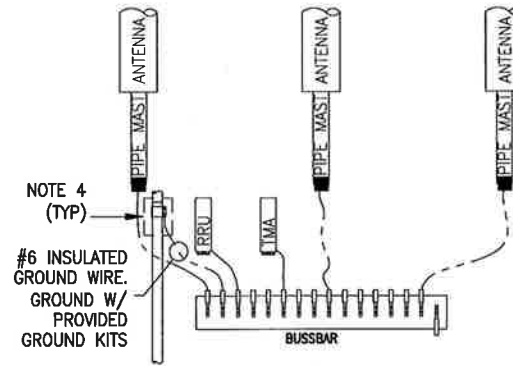 ANTENNA
PIPE MAST
ANTENNA
PIPE MAST
ANTENNA
PIPE MAST
NOTE 4
(TYP)
RRU
TMA
#6 INSULATED
GROUND WIRE.
GROUND W/
PROVIDED
GROUND KITS
BUSSBAR